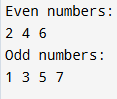 Even numbers:
2 4 6
Odd numbers:
1 3 5 7